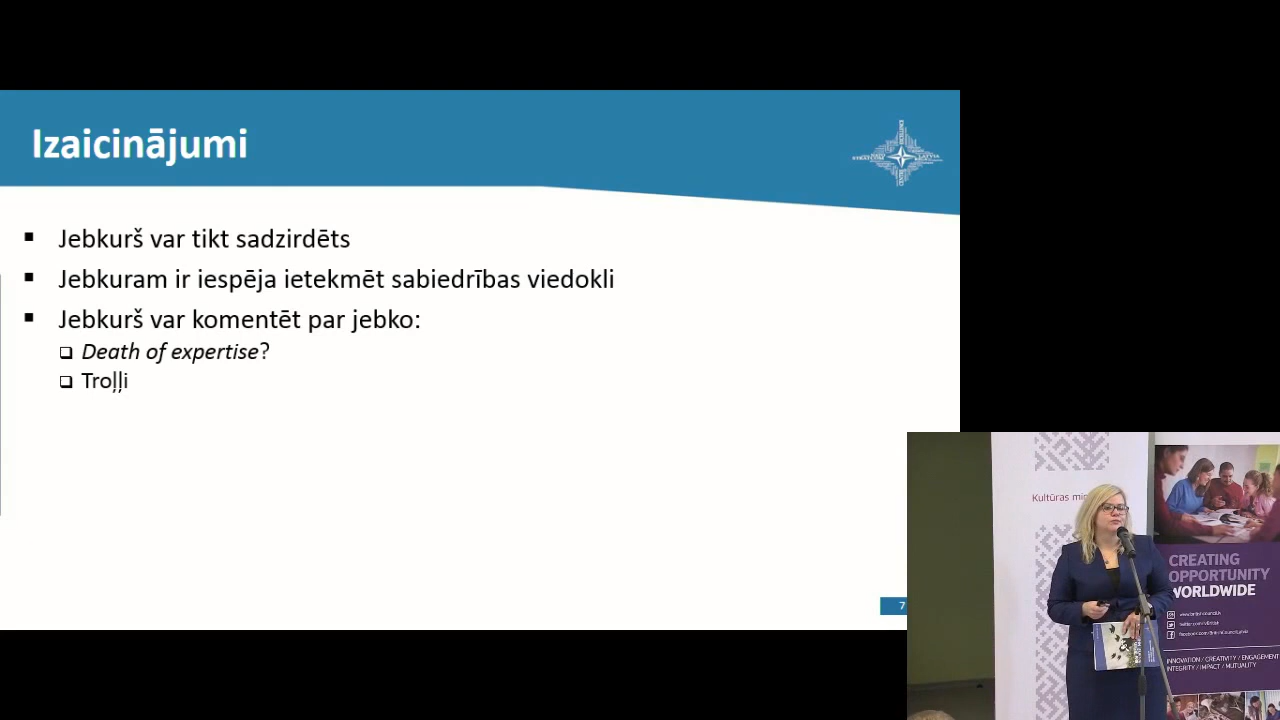 Izaicinājumi
LATVIA
Jebkurš var tikt sadzirdēts
Jebkuram ir iespēja ietekmēt sabiedrības viedokli
Jebkurš var komentēt par jebko:
Death of expertise?
Troļļi
7
Kultūras
CREATING
OPPORTUNITY
WORLDWIDE
INNOVATION / CREATIVITY / ENGAGEMENT
INTEGRITY / IMPACT / MUTUALITY